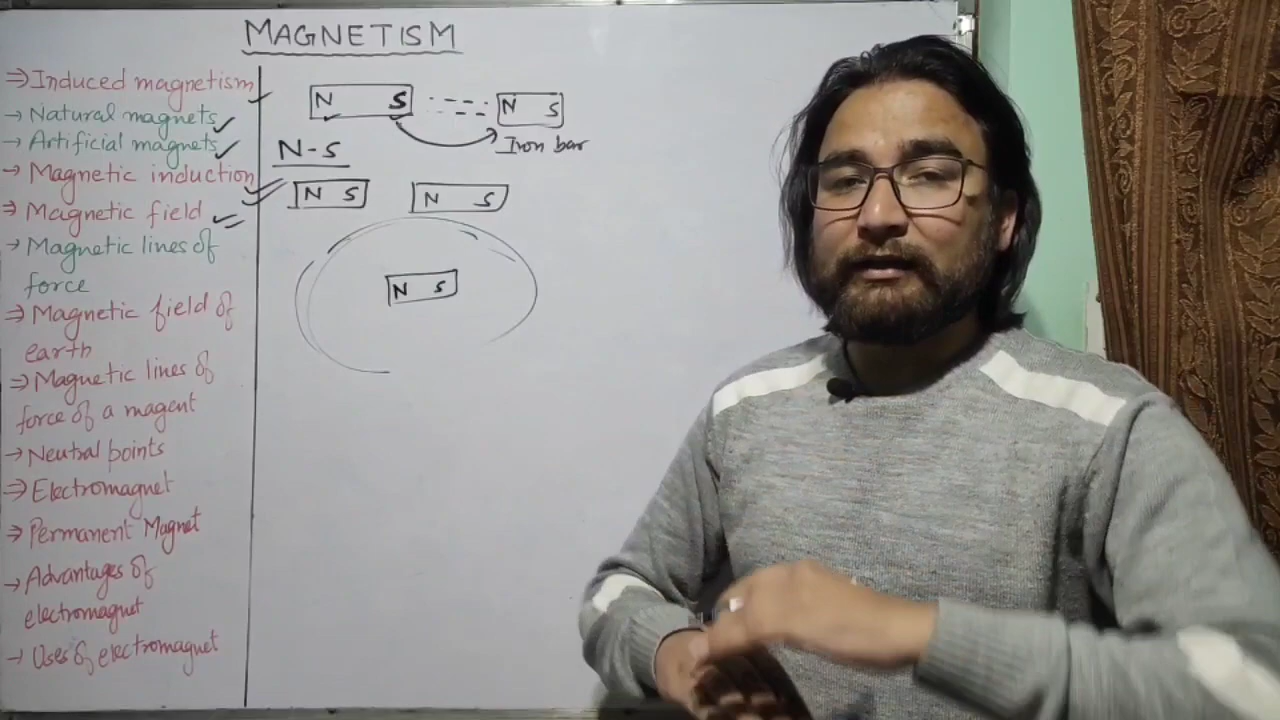 MAGNETISM
⇒ Induced magnetism
→ Natural magnets
→ Artificial magnets
→ Magnetic induction
⇒ Magnetic field
→ Magnetic lines of
force
⇒ Magnetic field of
earth
⇒ Magnetic lines of
force of a magent
→ Neutral points
⇒ Electromagnet
⇒ Permanent Magnet
→ Advantages of
electromagnet
→ Uses of electromagnet
N S N S
Iron bar
N-S
N S N S
N S